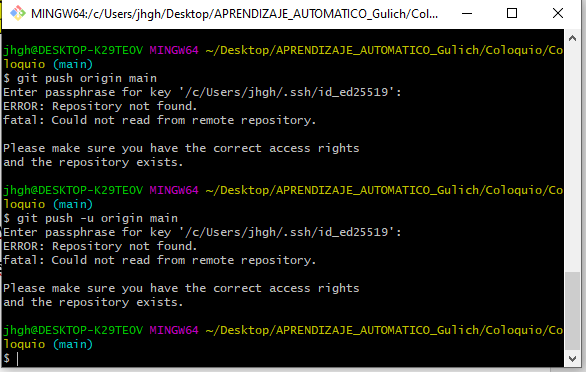 MINGW64:/c/Users/jhgh/Desktop/APRENDIZAJE_AUTOMATICO_Gulich/Colo...
jhgh@DESKTOP-K29TE0V MINGW64 ~/Desktop/APRENDIZAJE_AUTOMATICO_Gulich/Coloquio/Co
loquio (main)
$ git push origin main
Enter passphrase for key '/c/Users/jhgh/.ssh/id_ed25519':
ERROR: Repository not found.
fatal: Could not read from remote repository.
Please make sure you have the correct access rights
and the repository exists.
jhgh@DESKTOP-K29TE0V MINGW64 ~/Desktop/APRENDIZAJE_AUTOMATICO_Gulich/Coloquio/Co
loquio (main)
$ git push -u origin main
Enter passphrase for key '/c/Users/jhgh/.ssh/id_ed25519':
ERROR: Repository not found.
fatal: Could not read from remote repository.
Please make sure you have the correct access rights
and the repository exists.
jhgh@DESKTOP-K29TE0V MINGW64 ~/Desktop/APRENDIZAJE_AUTOMATICO_Gulich/Coloquio/Co
loquio (main)
$